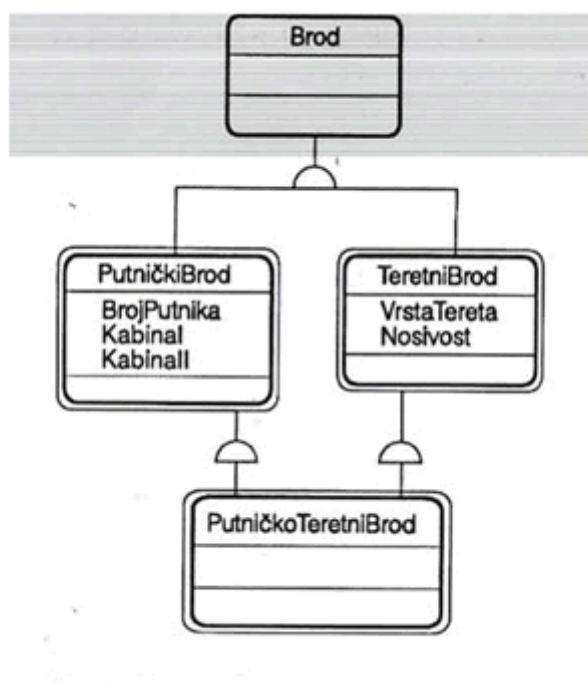 Brod
PutničkiBrod
BrojPutnika
KabinaI
KabinaII
TeretniBrod
VrstaTereta
Nosivost
PutničkoTeretniBrod